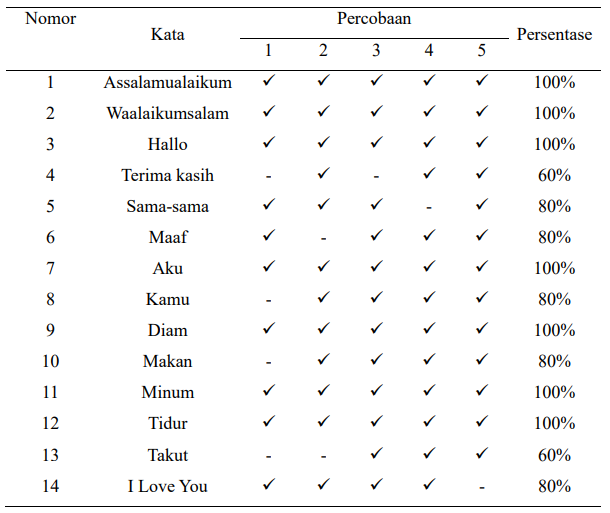 Nomor Kata Percobaan Persentase
1 2 3 4 5
1 Assalamualaikum ✓ ✓ ✓ ✓ ✓ 100%
2 Waalaikumsalam ✓ ✓ ✓ ✓ ✓ 100%
3 Hallo ✓ ✓ ✓ ✓ ✓ 100%
4 Terima kasih - ✓ - ✓ ✓ 60%
5 Sama-sama ✓ ✓ ✓ - ✓ 80%
6 Maaf ✓ - ✓ ✓ ✓ 80%
7 Aku ✓ ✓ ✓ ✓ ✓ 100%
8 Kamu - ✓ ✓ ✓ ✓ 80%
9 Diam ✓ ✓ ✓ ✓ ✓ 100%
10 Makan - ✓ ✓ ✓ ✓ 80%
11 Minum ✓ ✓ ✓ ✓ ✓ 100%
12 Tidur ✓ ✓ ✓ ✓ ✓ 100%
13 Takut - - ✓ ✓ ✓ 60%
14 I Love You ✓ ✓ ✓ ✓ - 80%